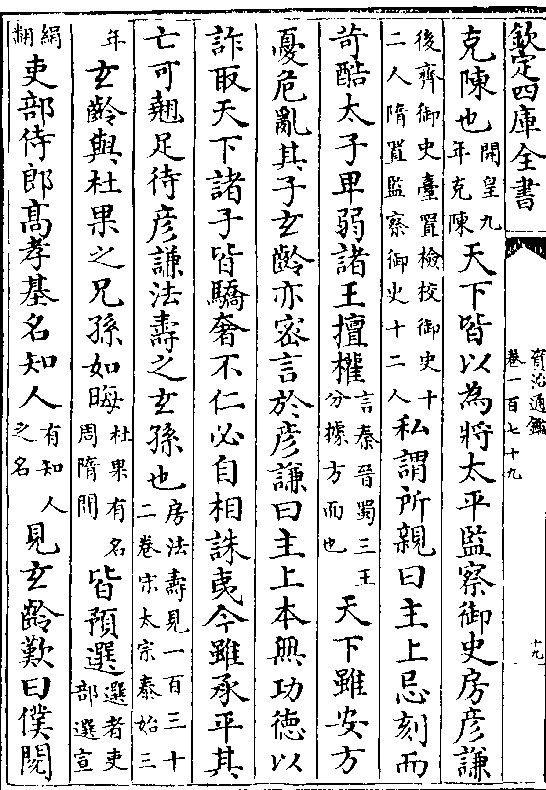 欽定四庫全書
資治通鑑
卷一百七十九
十九
克陳也開皇九年克陳天下皆以為將太平監察御史房彥謙
後齊御史臺置檢校御史十二人隋置監察御史十二人私謂所親曰主上忌刻而
苛酷太子卑弱諸王擅權言秦晉蜀三王分據方而也天下雖安方
憂危亂其子玄齡亦密言於彥謙曰主上本無功德以
詐取天下諸子皆驕奢不仁必自相誅夷今雖承平其
亡可翹足待彥謙法壽之玄孫也房法壽見一百三十二卷宋太宗泰始三
年玄齡與杜果之兄孫如晦杜果有名周隋間皆預選選者吏部選宣
絹翻吏部侍郎高孝基名知人有知人之名見玄齡歎曰僕閱